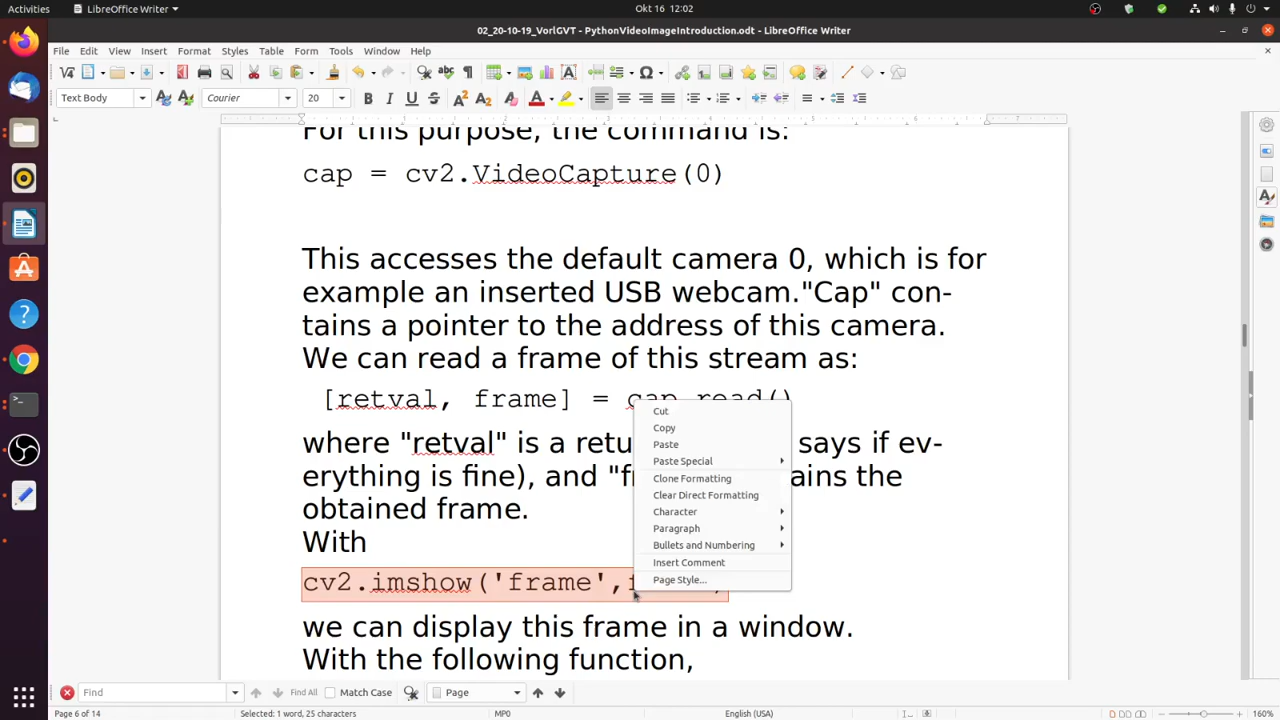 Activities LibreOffice Writer Okt 16 12:02
02_20-10-19_VorlGVT - PythonVideoImageIntroduction.odt - LibreOffice Writer
File Edit View Insert Format Styles Table Form Tools Window Help
Text Body Courier 20
For this purpose, the command is:
cap = cv2.VideoCapture(0)
This accesses the default camera 0, which is for
example an inserted USB webcam."Cap" con-
tains a pointer to the address of this camera.
We can read a frame of this stream as:
[retval, frame] = cap.read()
where "retval" is a retu says if ev-
erything is fine), and "fr ains the
obtained frame.
With
cv2.imshow('frame',f
we can display this frame in a window.
With the following function,
Cut
Copy
Paste
Paste Special
Clone Formatting
Clear Direct Formatting
Character
Paragraph
Bullets and Numbering
Insert Comment
Page Style...
Find Find All Match Case Page
Page 6 of 14 Selected: 1 word, 25 characters MP0 English (USA) 160%